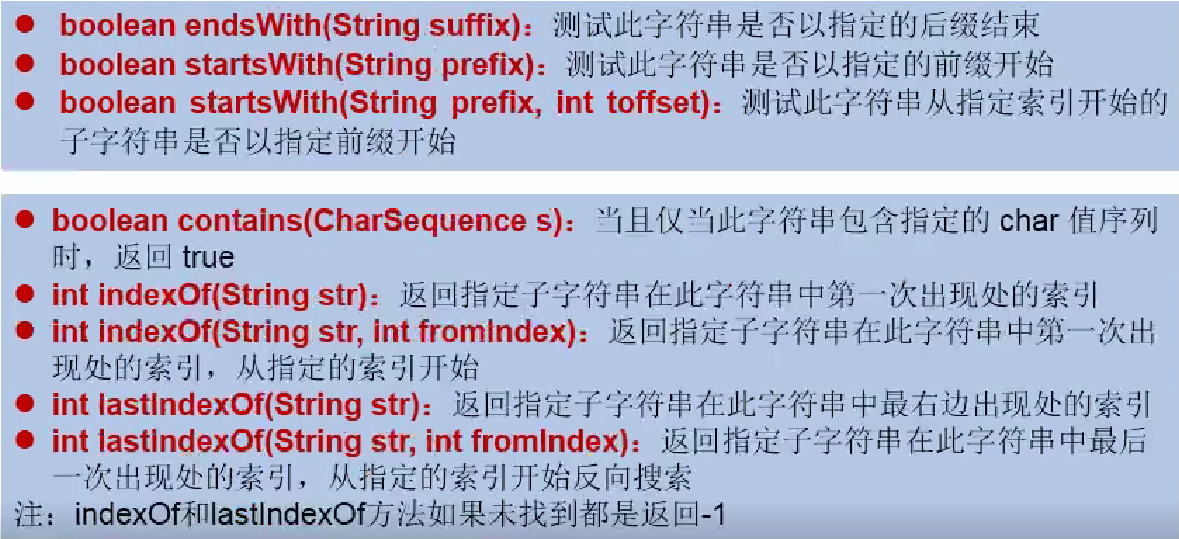 ● boolean endsWith(String suffix)：测试此字符串是否以指定的后缀结束
● boolean startsWith(String prefix)：测试此字符串是否以指定的前缀开始
● boolean startsWith(String prefix, int toffset)：测试此字符串从指定索引开始的
子字符串是否以指定前缀开始
● boolean contains(CharSequence s)：当且仅当此字符串包含指定的 char 值序列
时，返回 true
● int indexOf(String str)：返回指定子字符串在此字符串中第一次出现处的索引
● int indexOf(String str, int fromIndex)：返回指定子字符串在此字符串中第一次出
现处的索引，从指定的索引开始
● int lastIndexOf(String str)：返回指定子字符串在此字符串中最右边出现处的索引
● int lastIndexOf(String str, int fromIndex)：返回指定子字符串在此字符串中最后
一次出现处的索引，从指定的索引开始反向搜索
注：indexOf和lastIndexOf方法如果未找到都是返回-1